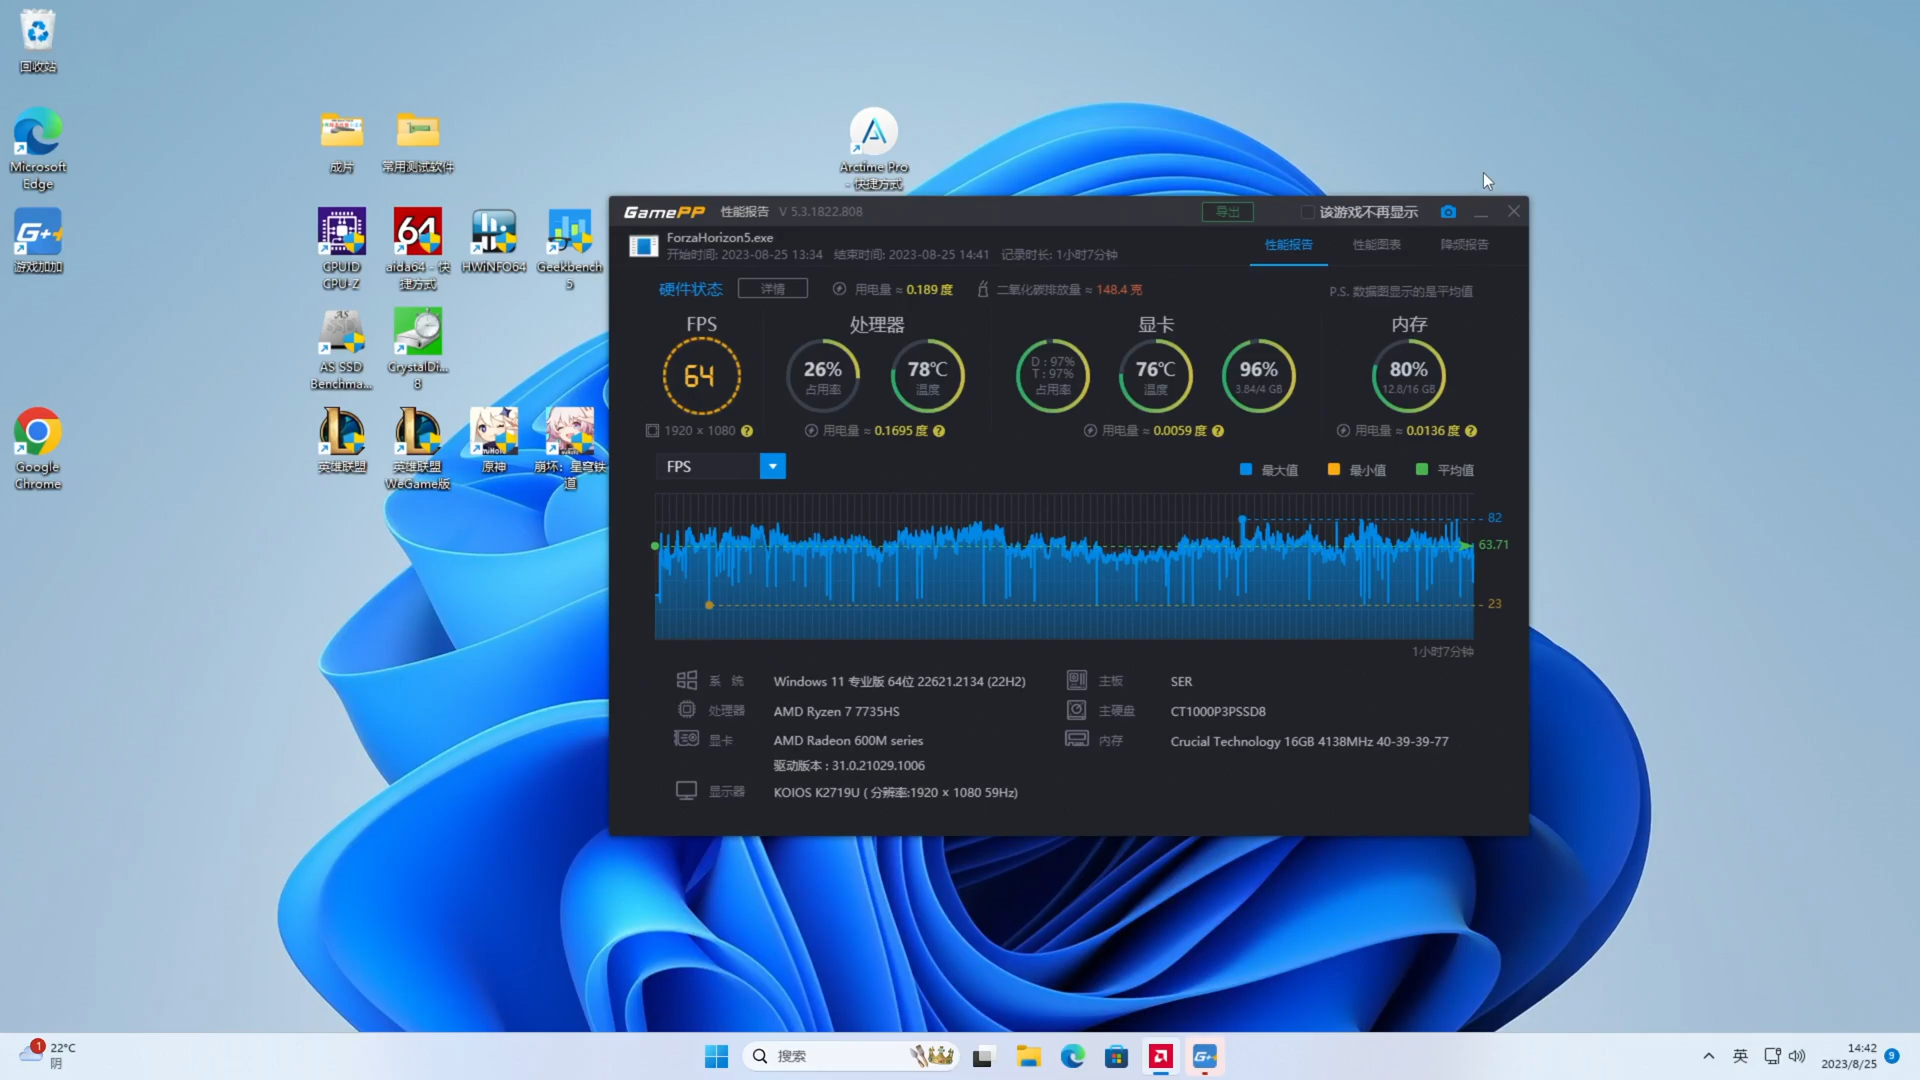 回收站
Microsoft
Edge
游戏加加
Google
Chrome
成片
常用测试软件
CPUID
CPU-Z
aida64 - 快
捷方式
HWiNFO64
Geekbench
5
AS SSD
Benchma...
CrystalDi...
8
英雄联盟
英雄联盟
WeGame版
原神
崩坏：星穹铁
道
Arctime Pro
- 快捷方式
GamePP 性能报告 V 5.3.1822.808
导出
该游戏不再显示
ForzaHorizon5.exe
开始时间: 2023-08-25 13:34 结束时间: 2023-08-25 14:41 记录时长: 1小时7分钟
性能报告 性能图表 降频报告
硬件状态 详情 用电量 ≈ 0.189 度 二氧化碳排放量 ≈ 148.4 克
P.S. 数据图显示的是平均值
FPS 处理器 显卡 内存
64
26%
占用率
78℃
温度
D : 97%
T : 97%
占用率
76℃
温度
96%
3.84/4 GB
80%
12.8/16 GB
1920 × 1080 ?
用电量 ≈ 0.1695 度 ?
用电量 ≈ 0.0059 度 ?
用电量 ≈ 0.0136 度 ?
FPS
最大值 最小值 平均值
82
63.71
23
1小时7分钟
系 统 Windows 11 专业版 64位 22621.2134 (22H2)
主板 SER
处理器 AMD Ryzen 7 7735HS
主硬盘 CT1000P3PSSD8
显卡 AMD Radeon 600M series
内存 Crucial Technology 16GB 4138MHz 40-39-39-77
驱动版本 : 31.0.21029.1006
显示器 KOIOS K2719U ( 分辨率:1920 × 1080 59Hz)
1
22°C
阴
搜索
英
14:42
2023/8/25
9